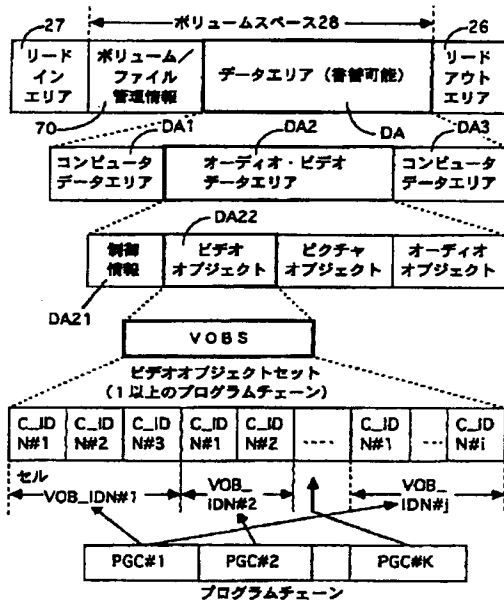 ボリュームスペース28
27
26
リード
イン
エリア
ボリューム/
ファイル
管理情報
データエリア（書替可能）
リード
アウト
エリア
70
DA1
DA2
DA
DA3
コンピュータ
データエリア
オーディオ・ビデオ
データエリア
コンピュータ
データエリア
DA22
制御
情報
ビデオ
オブジェクト
ピクチャ
オブジェクト
オーディオ
オブジェクト
DA21
VOBS
ビデオオブジェクトセット
（1以上のプログラムチェーン）
C_ID
N#1
C_ID
N#2
C_ID
N#3
C_ID
N#1
C_ID
N#2
----
C_ID
N#1
---
C_ID
N#i
セル
VOB_IDN#1
VOB_
IDN#2
VOB_
IDN#j
PGC#1
PGC#2
PGC#K
プログラムチェーン